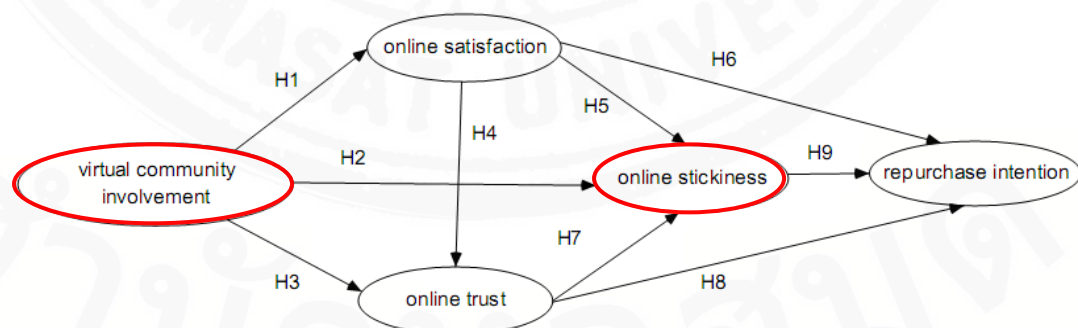 online satisfaction
H6
H1
H5
H4
H2
H9
virtual community
involvement
online stickiness
repurchase intention
H7
H3
H8
online trust